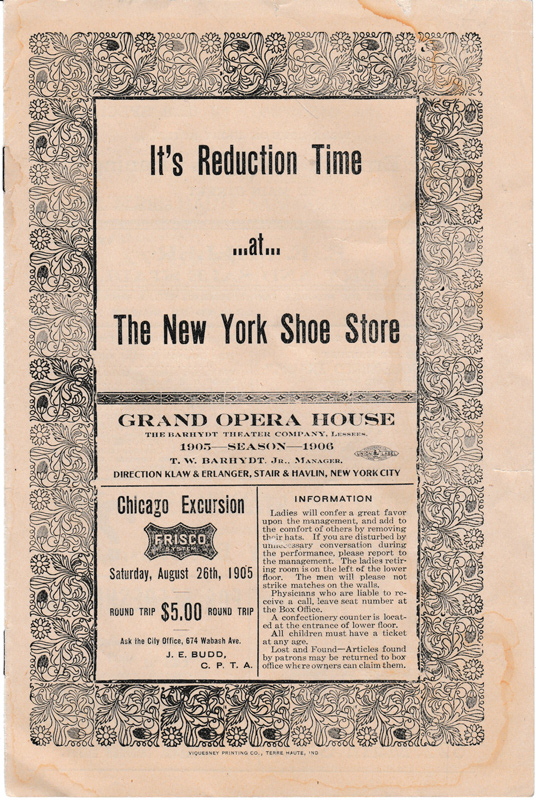 It's Reduction Time
...at...
The New York Shoe Store
GRAND OPERA HOUSE
THE BARHYDT THEATER COMPANY, LESSEES.
1905—SEASON—1906
T. W. BARHYDT, JR., MANAGER.
UNION LABEL
DIRECTION KLAW & ERLANGER, STAIR & HAVLIN, NEW YORK CITY
Chicago Excursion
FRISCO
SYSTEM
Saturday, August 26th, 1905
ROUND TRIP $5.00 ROUND TRIP
Ask the City Office, 674 Wabash Ave.
J. E. BUDD,
C. P. T. A.
INFORMATION
Ladies will confer a great favor
upon the management, and add to
the comfort of others by removing
their hats. If you are disturbed by
unnecessary conversation during
the performance, please report to
the management. The ladies retir-
ing room is on the left of the lower
floor. The men will please not
strike matches on the walls.
Physicians who are liable to re-
ceive a call, leave seat number at
the Box Office.
A confectionery counter is locat-
ed at the entrance of lower floor.
All children must have a ticket
at any age.
Lost and Found—Articles found
by patrons may be returned to box
office where owners can claim them.
VIQUESNEY PRINTING CO., TERRE HAUTE, IND